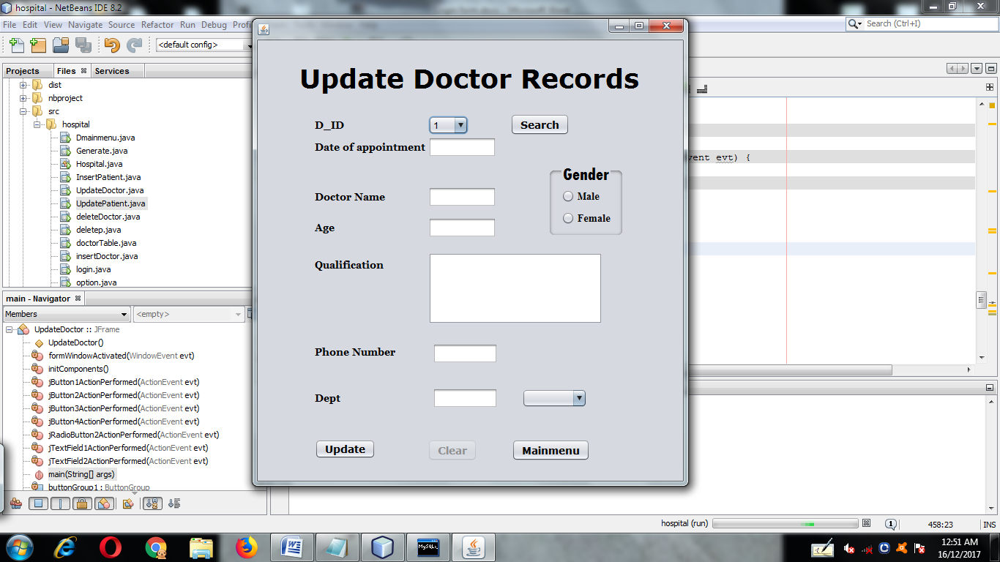 hospital - NetBeans IDE 8.2
File Edit View Navigate Source Refactor Run Debug Profi
Search (Ctrl+I)
<default config>
Projects Files Services
dist
nbproject
src
hospital
Dmainmenu.java
Generate.java
Hospital.java
InsertPatient.java
UpdateDoctor.java
UpdatePatient.java
deleteDoctor.java
deletep.java
doctorTable.java
insertDoctor.java
login.java
option.java
main - Navigator
Members <empty>
UpdateDoctor :: JFrame
UpdateDoctor()
formWindowActivated(WindowEvent evt)
initComponents()
jButton1ActionPerformed(ActionEvent evt)
jButton2ActionPerformed(ActionEvent evt)
jButton3ActionPerformed(ActionEvent evt)
jButton4ActionPerformed(ActionEvent evt)
jRadioButton2ActionPerformed(ActionEvent evt)
jTextField1ActionPerformed(ActionEvent evt)
jTextField2ActionPerformed(ActionEvent evt)
main(String[] args)
buttonGroup1 : ButtonGroup
Update Doctor Records
D_ID 1 Search
Date of appointment
Gender
Doctor Name Male
Female
Age
Qualification
Phone Number
Dept
Update Clear Mainmenu
vent evt) {
hospital (run) 1 458:23 INS
MySQL
12:51 AM
16/12/2017